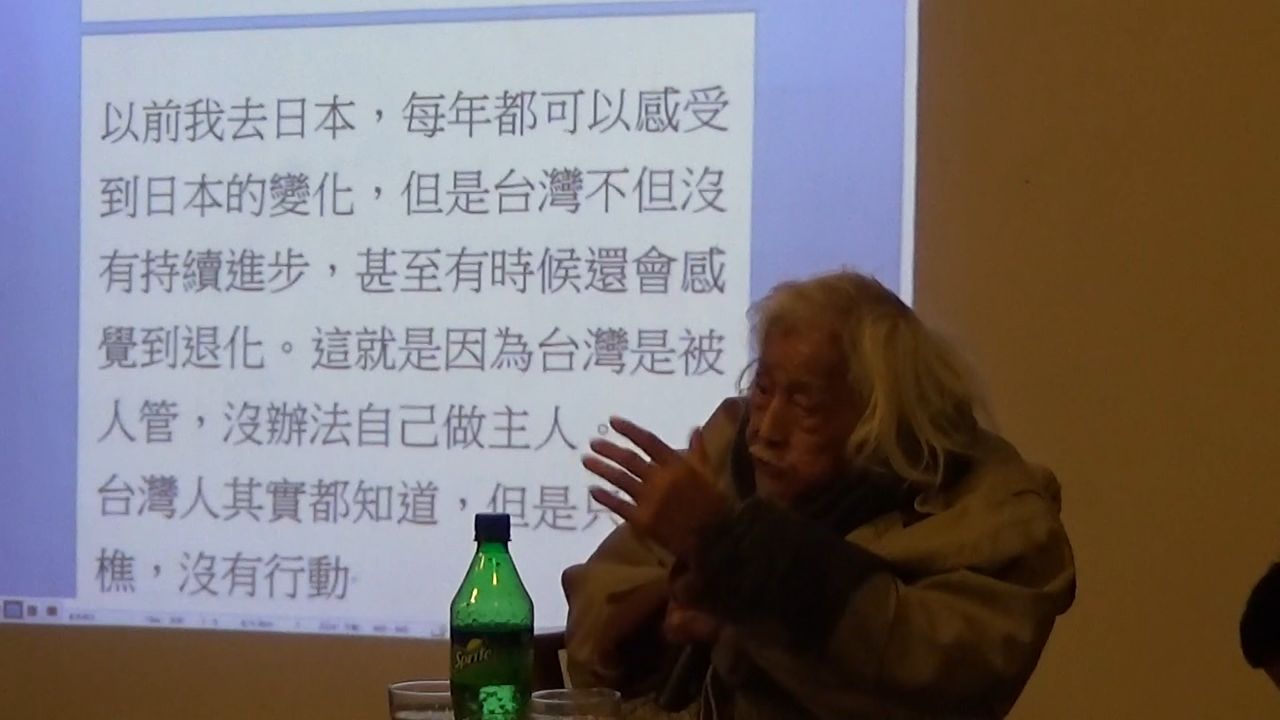 以前我去日本，每年都可以感受
到日本的變化，但是台灣不但沒
有持續進步，甚至有時候還會感
覺到退化。這就是因為台灣是被
人管，沒辦法自己做主人。
台灣人其實都知道，但是只
樵，沒有行動
Sprite